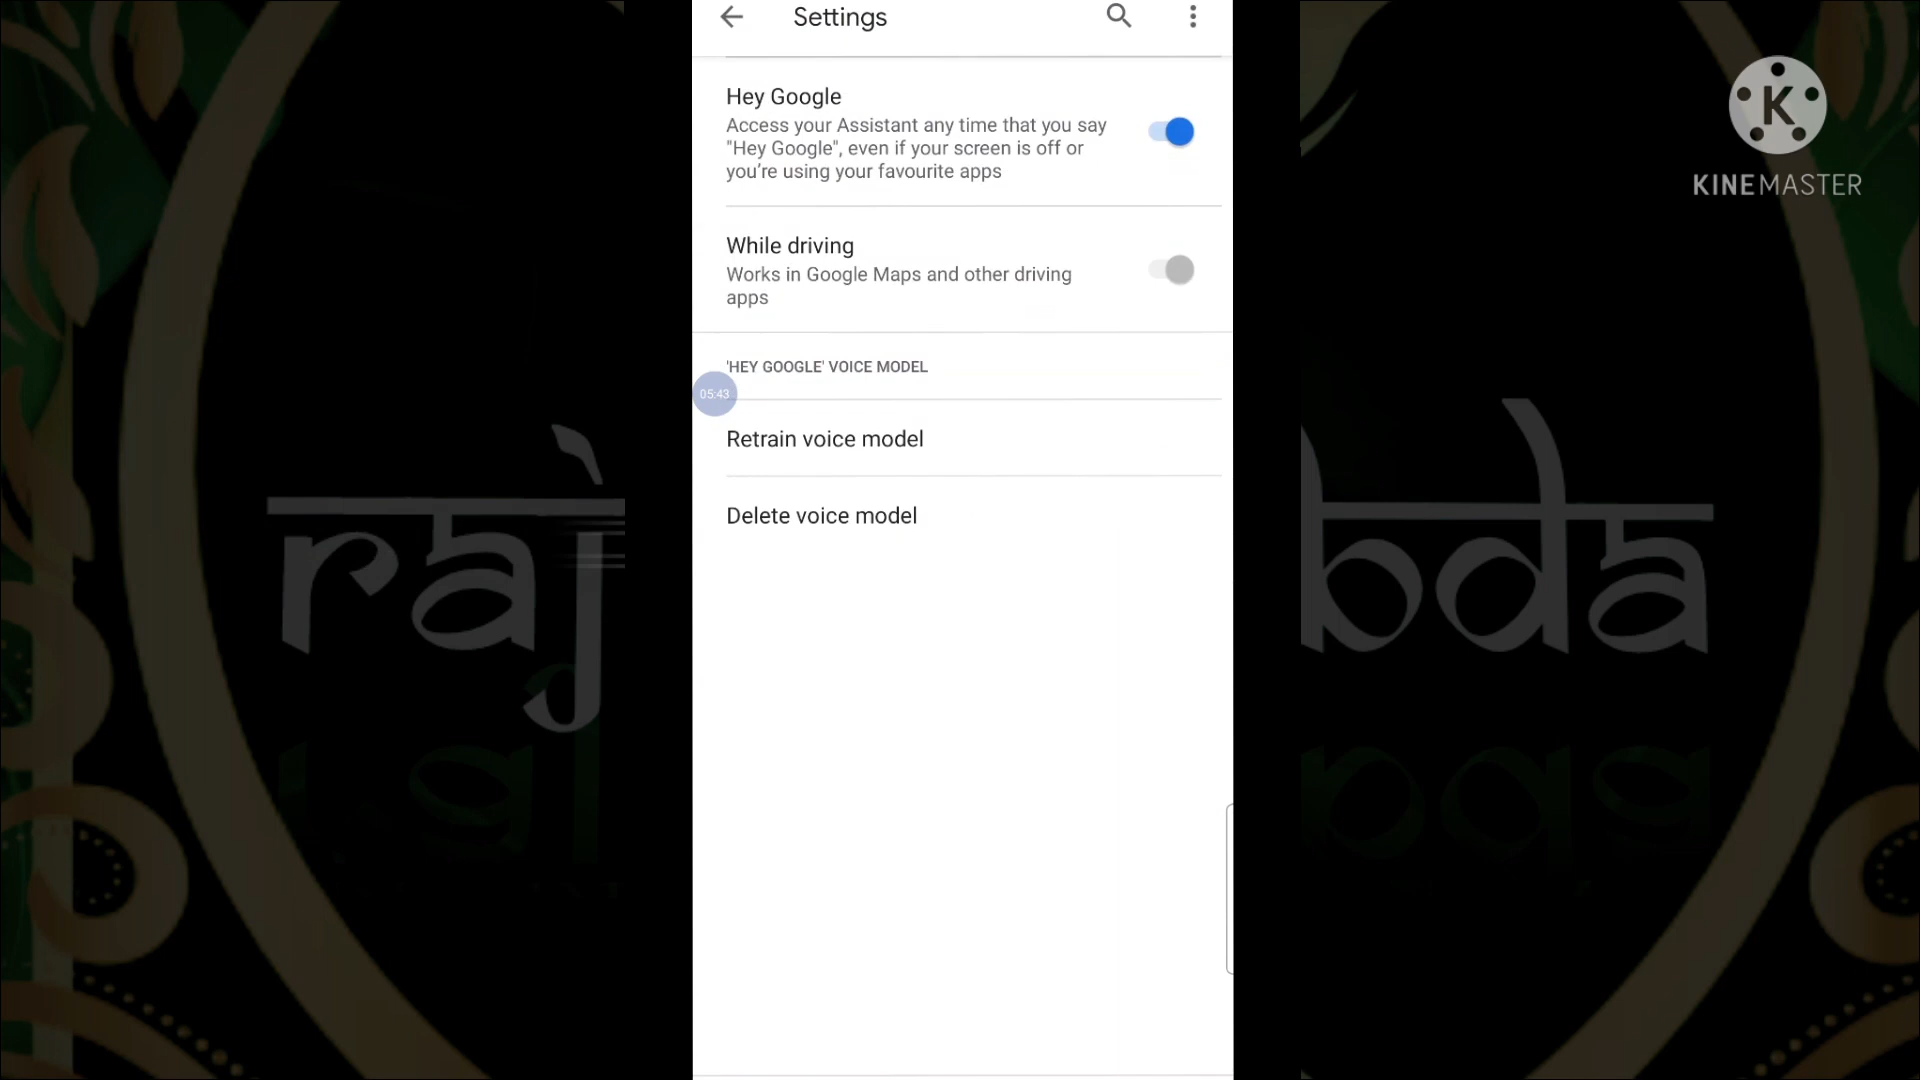 Settings
Hey Google
Access your Assistant any time that you say
"Hey Google", even if your screen is off or
you're using your favourite apps
While driving
Works in Google Maps and other driving
apps
'HEY GOOGLE' VOICE MODEL
05:43
Retrain voice model
Delete voice model
K
KINEMASTER
raj
bda